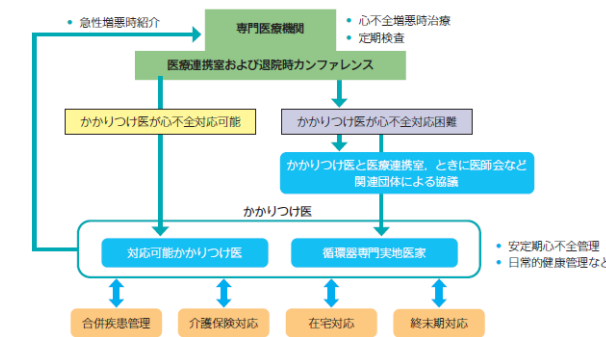 • 急性増悪時紹介
専門医療機関
• 心不全増悪時治療
• 定期検査
医療連携室および退院時カンファレンス
かかりつけ医が心不全対応可能
かかりつけ医が心不全対応困難
かかりつけ医と医療連携室，ときに医師会など
関連団体による協議
かかりつけ医
対応可能かかりつけ医
循環器専門実地医家
• 安定期心不全管理
• 日常的健康管理など
合併疾患管理
介護保険対応
在宅対応
終末期対応